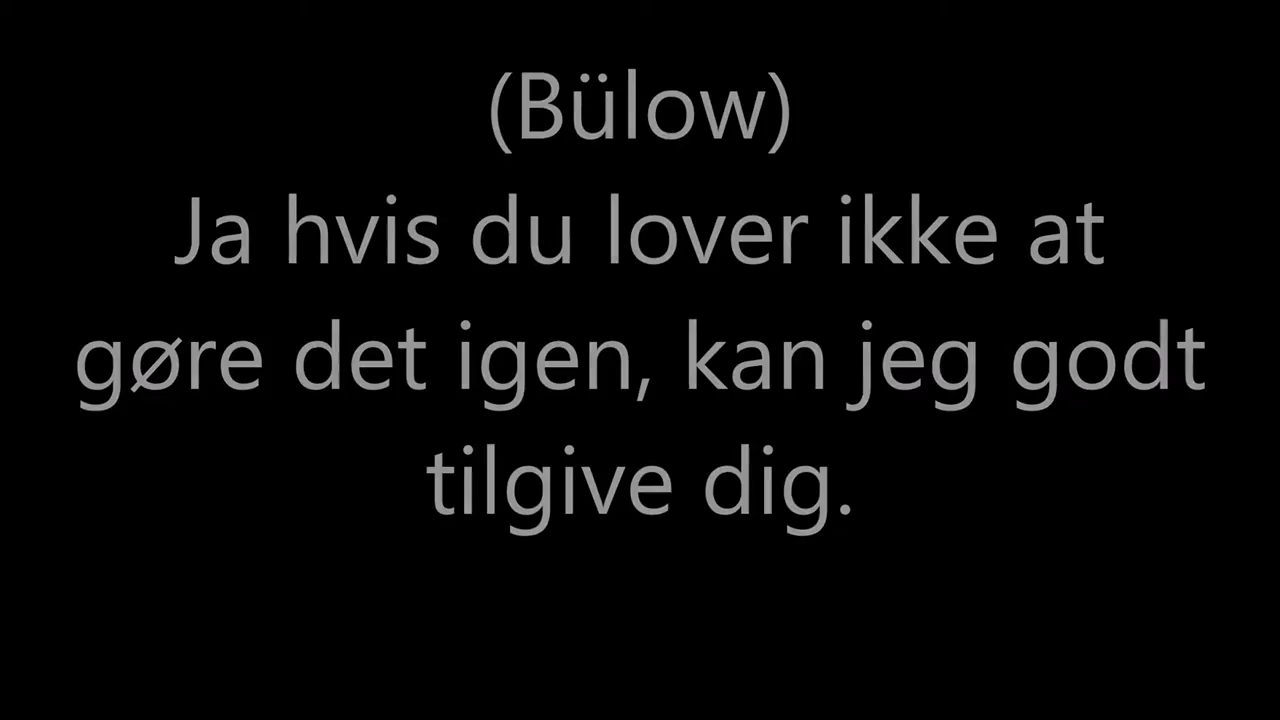 (Bülow)
Ja hvis du lover ikke at
gøre det igen, kan jeg godt
tilgive dig.